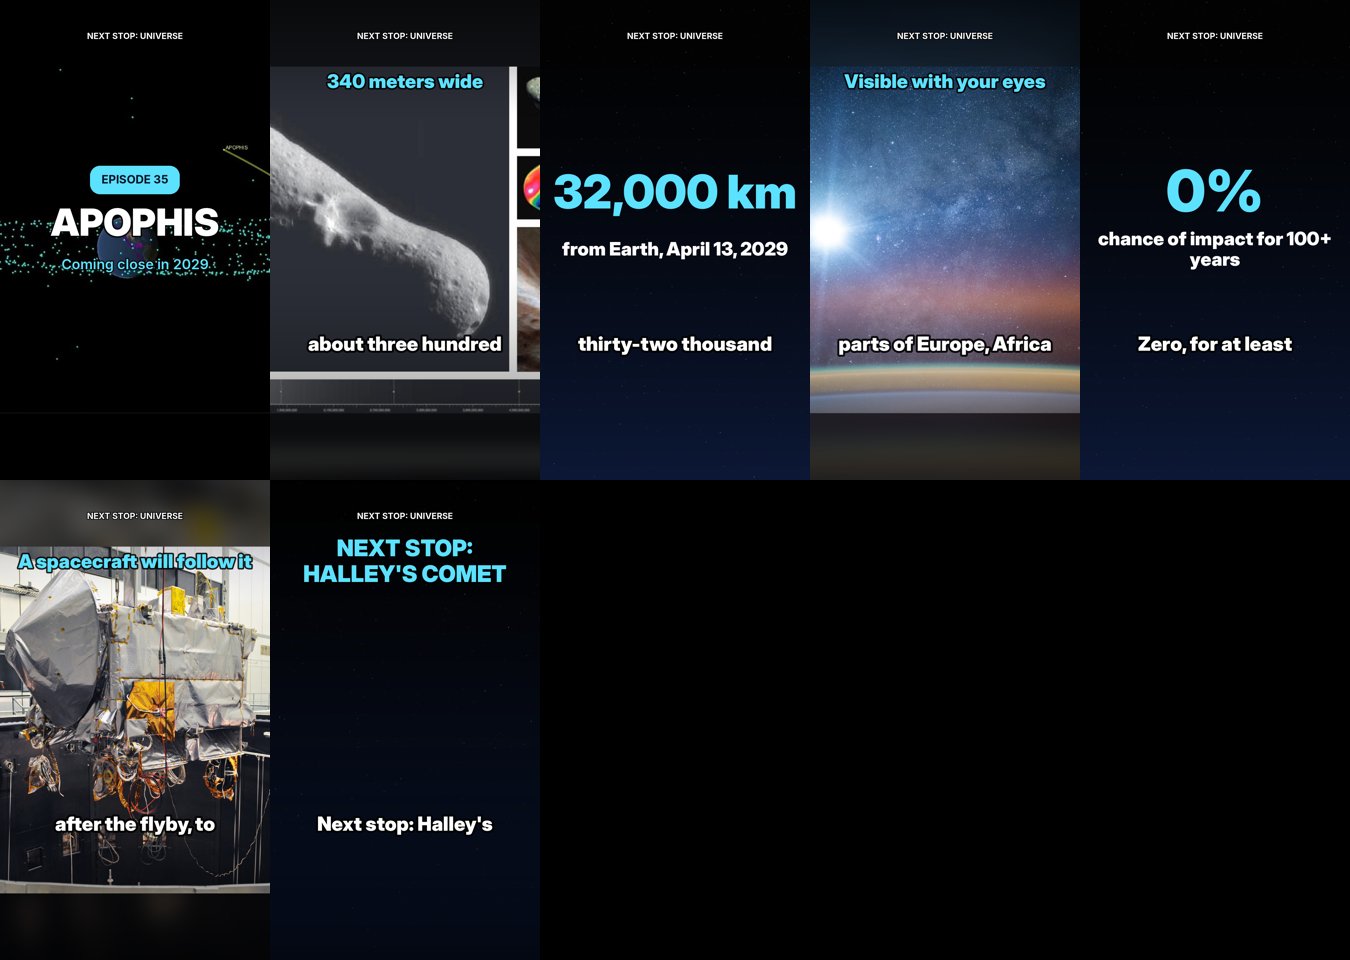 NEXT STOP: UNIVERSE
APOPHIS
EPISODE 35
APOPHIS
Coming close in 2029
NEXT STOP: UNIVERSE
340 meters wide
about three hundred
NEXT STOP: UNIVERSE
32,000 km
from Earth, April 13, 2029
thirty-two thousand
NEXT STOP: UNIVERSE
Visible with your eyes
parts of Europe, Africa
NEXT STOP: UNIVERSE
0%
chance of impact for 100+
years
Zero, for at least
NEXT STOP: UNIVERSE
A spacecraft will follow it
after the flyby, to
NEXT STOP: UNIVERSE
NEXT STOP:
HALLEY'S COMET
Next stop: Halley's